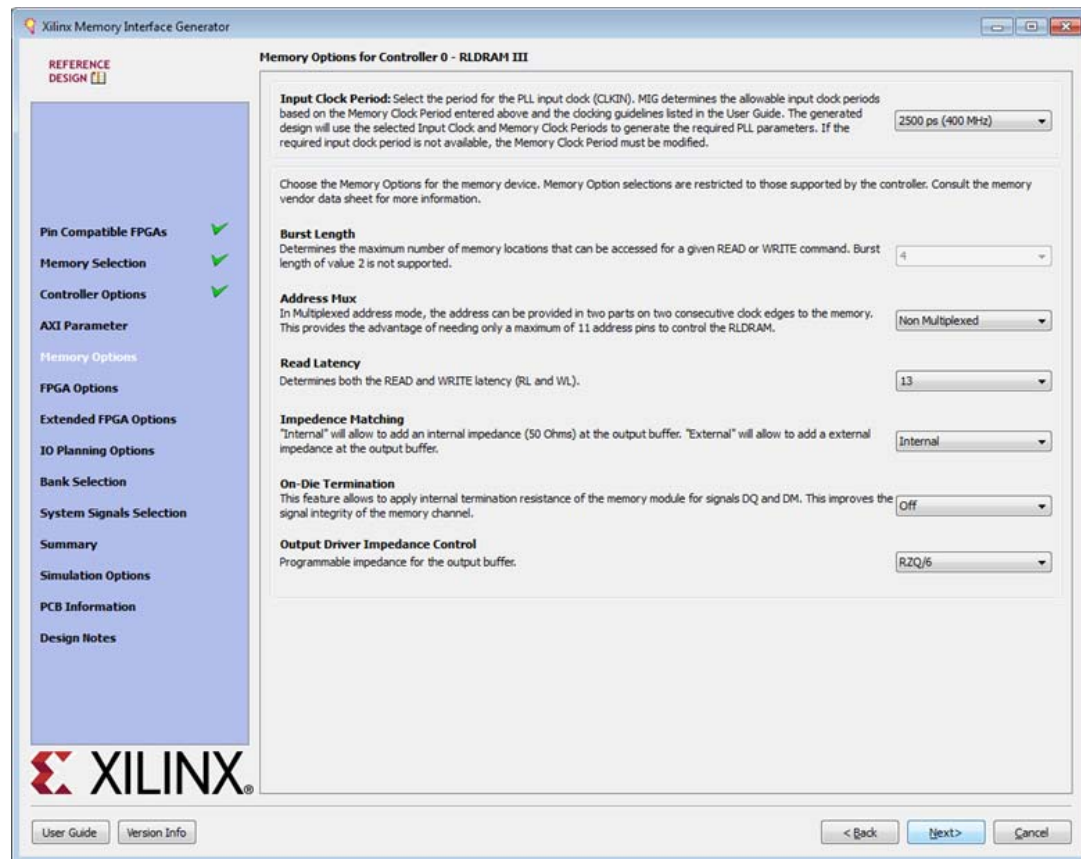 Xilinx Memory Interface Generator
REFERENCE
DESIGN
Pin Compatible FPGAs
Memory Selection
Controller Options
AXI Parameter
Memory Options
FPGA Options
Extended FPGA Options
IO Planning Options
Bank Selection
System Signals Selection
Summary
Simulation Options
PCB Information
Design Notes
XILINX®
Memory Options for Controller 0 - RLDRAM III
Input Clock Period: Select the period for the PLL input clock (CLKIN). MIG determines the allowable input clock periods
based on the Memory Clock Period entered above and the clocking guidelines listed in the User Guide. The generated
design will use the selected Input Clock and Memory Clock Periods to generate the required PLL parameters. If the
required input clock period is not available, the Memory Clock Period must be modified.
2500 ps (400 MHz)
Choose the Memory Options for the memory device. Memory Option selections are restricted to those supported by the controller. Consult the memory
vendor data sheet for more information.
Burst Length
Determines the maximum number of memory locations that can be accessed for a given READ or WRITE command. Burst
length of value 2 is not supported.
4
Address Mux
In Multiplexed address mode, the address can be provided in two parts on two consecutive clock edges to the memory.
This provides the advantage of needing only a maximum of 11 address pins to control the RLDRAM.
Non Multiplexed
Read Latency
Determines both the READ and WRITE latency (RL and WL).
13
Impedence Matching
"Internal" will allow to add an internal impedance (50 Ohms) at the output buffer. "External" will allow to add a external
impedance at the output buffer.
Internal
On-Die Termination
This feature allows to apply internal termination resistance of the memory module for signals DQ and DM. This improves the
signal integrity of the memory channel.
Off
Output Driver Impedance Control
Programmable impedance for the output buffer.
RZQ/6
User Guide
Version Info
< Back
Next>
Cancel